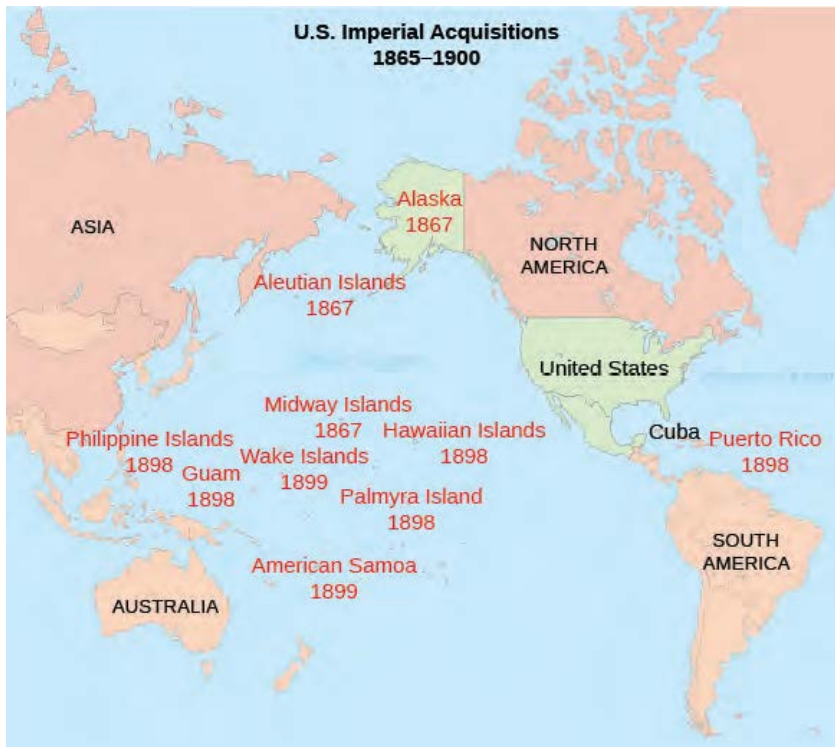 U.S. Imperial Acquisitions
1865–1900
Alaska
1867
ASIA
NORTH
AMERICA
Aleutian Islands
1867
United States
Midway Islands
1867
Hawaiian Islands
1898
Cuba
Puerto Rico
1898
Philippine Islands
1898
Wake Islands
1899
Guam
1898
Palmyra Island
1898
SOUTH
AMERICA
American Samoa
1899
AUSTRALIA